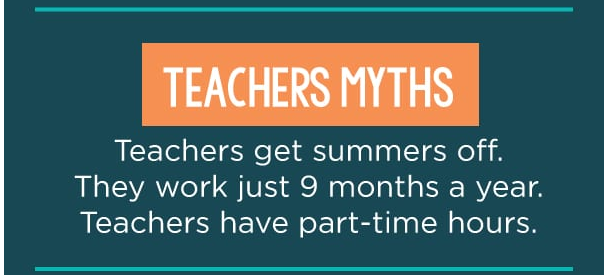 TEACHERS MYTHS
Teachers get summers off.
They work just 9 months a year.
Teachers have part-time hours.